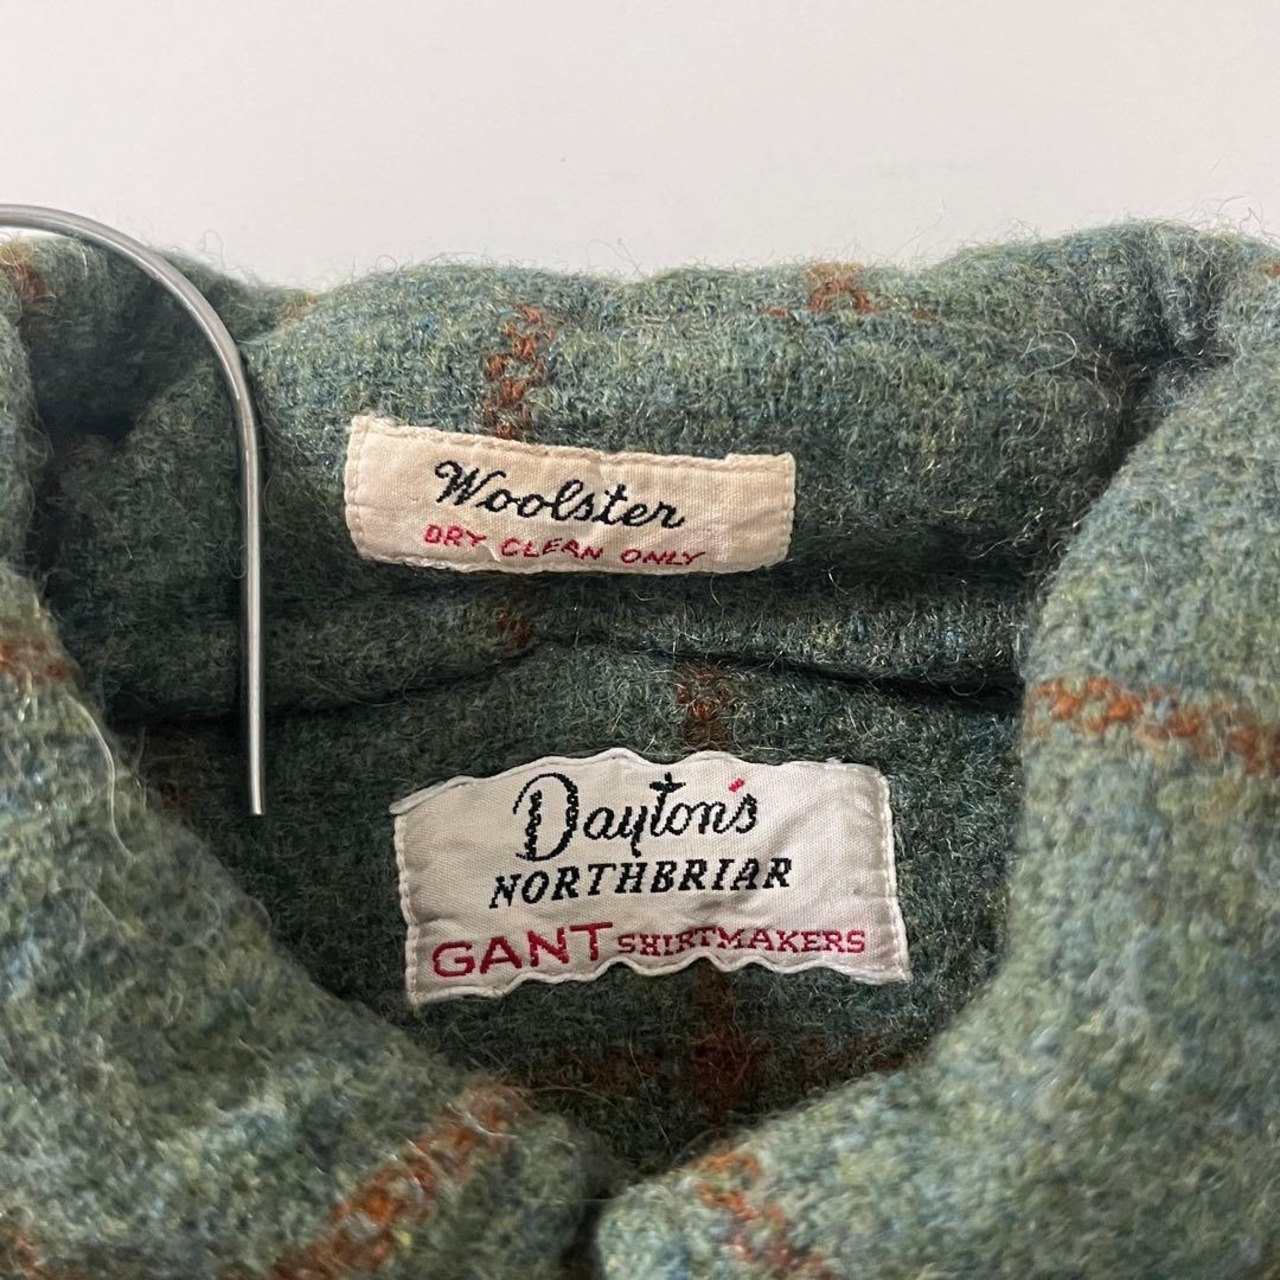 Woolster
DRY CLEAN ONLY
Dayton's
NORTHBRIAR
GANT SHIRTMAKERS